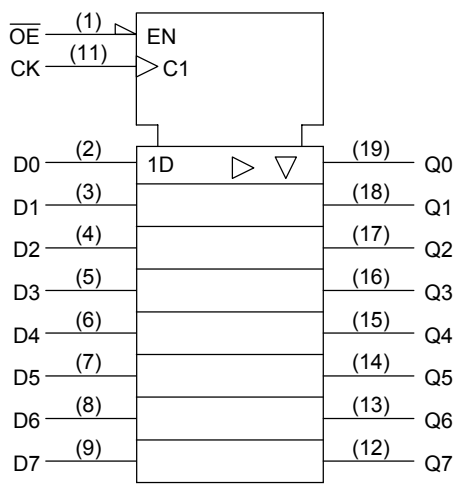 OE (1) EN
CK (11) C1
D0 (2) 1D (19) Q0
D1 (3) (18) Q1
D2 (4) (17) Q2
D3 (5) (16) Q3
D4 (6) (15) Q4
D5 (7) (14) Q5
D6 (8) (13) Q6
D7 (9) (12) Q7